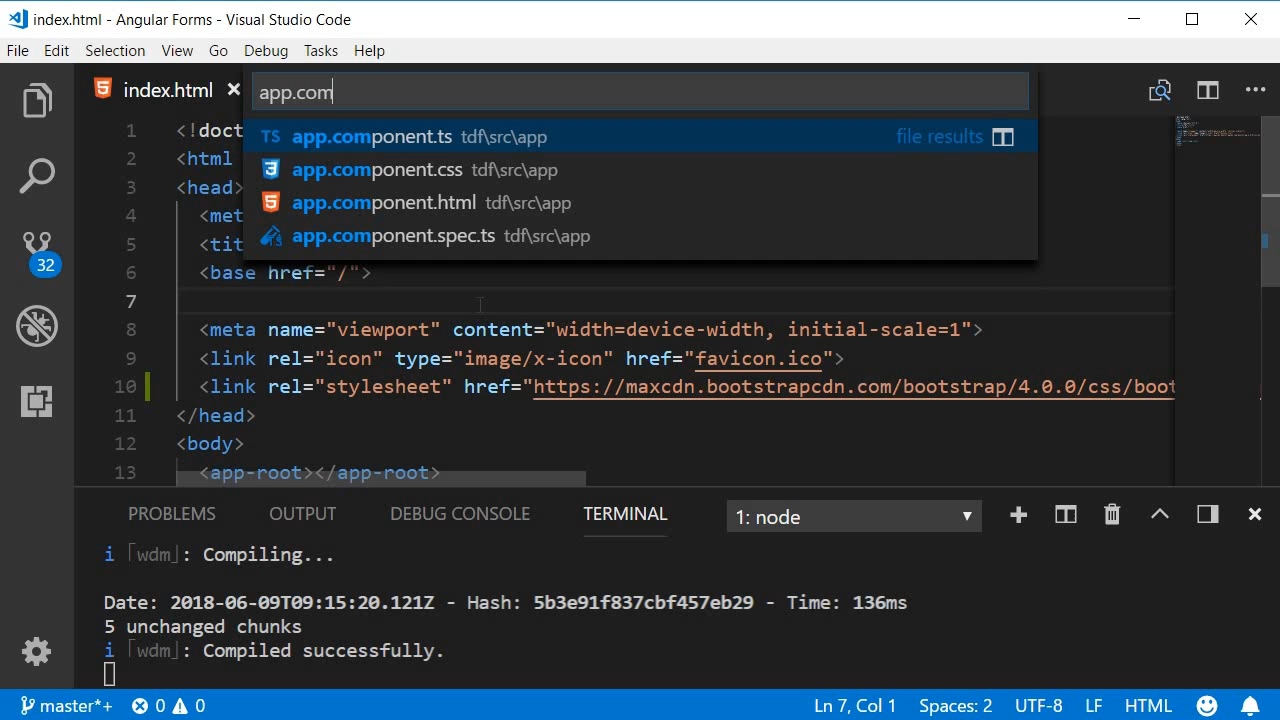 index.html - Angular Forms - Visual Studio Code
File Edit Selection View Go Debug Tasks Help
index.html
app.com
app.component.ts tdf\src\app file results
app.component.css tdf\src\app
app.component.html tdf\src\app
app.component.spec.ts tdf\src\app
1 <!doct
2 <html
3 <head>
4 <met
5 <tit
6 <base href="/">
7
8 <meta name="viewport" content="width=device-width, initial-scale=1">
9 <link rel="icon" type="image/x-icon" href="favicon.ico">
10 <link rel="stylesheet" href="https://maxcdn.bootstrapcdn.com/bootstrap/4.0.0/css/boot
11 </head>
12 <body>
13 <app-root></app-root>
32
PROBLEMS OUTPUT DEBUG CONSOLE TERMINAL 1: node
i ｢wdm｣: Compiling...
Date: 2018-06-09T09:15:20.121Z - Hash: 5b3e91f837cbf457eb29 - Time: 136ms
5 unchanged chunks
i ｢wdm｣: Compiled successfully.
master*+ 0 0 Ln 7, Col 1 Spaces: 2 UTF-8 LF HTML